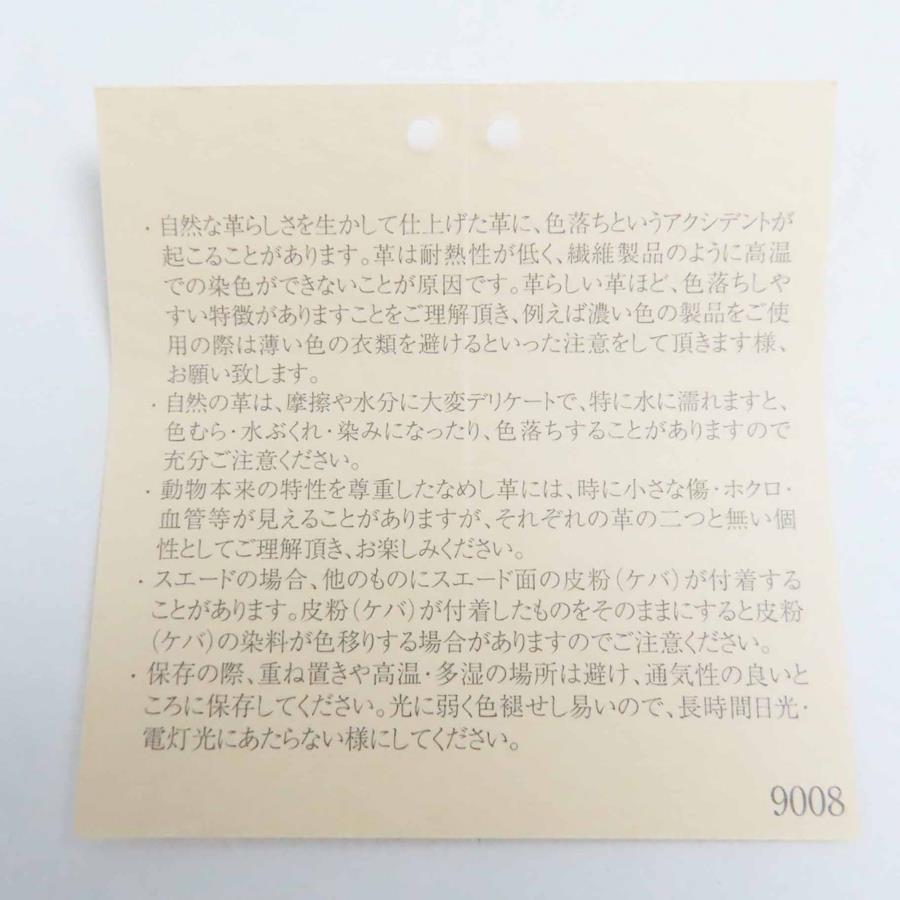 ・自然な革らしさを生かして仕上げた革に、色落ちというアクシデントが
起こることがあります。革は耐熱性が低く、繊維製品のように高温
での染色ができないことが原因です。革らしい革ほど、色落ちしや
すい特徴がありますことをご理解頂き、例えば濃い色の製品をご使
用の際は薄い色の衣類を避けるといった注意をして頂きます様、
お願い致します。
・自然の革は、摩擦や水分に大変デリケートで、特に水に濡れますと、
色むら・水ぶくれ・染みになったり、色落ちすることがありますので
充分ご注意ください。
・動物本来の特性を尊重したなめし革には、時に小さな傷・ホクロ・
血管等が見えることがありますが、それぞれの革の二つと無い個
性としてご理解頂き、お楽しみください。
・スエードの場合、他のものにスエード面の皮粉(ケバ)が付着する
ことがあります。皮粉(ケバ)が付着したものをそのままにすると皮粉
(ケバ)の染料が色移りする場合がありますのでご注意ください。
・保存の際、重ね置きや高温・多湿の場所は避け、通気性の良いと
ころに保存してください。光に弱く色褪せし易いので、長時間日光・
電灯光にあたらない様にしてください。
9008